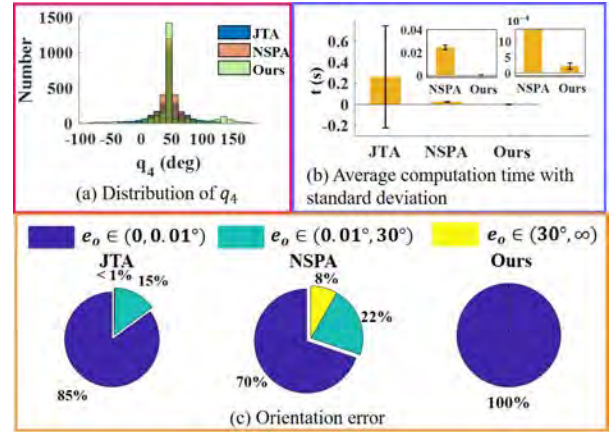 1500
1000
500
0
Number
-100 -50 0 50 100 150
q4 (deg)
JTA
NSPA
Ours
(a) Distribution of q4
0.6
0.4
0.2
0
-0.2
t (s)
JTA NSPA Ours
0.04
0.02
0
NSPA Ours
10⁻⁴
10
5
0
NSPA Ours
(b) Average computation time with
standard deviation
e_o ∈ (0, 0.01°) e_o ∈ (0.01°, 30°) e_o ∈ (30°, ∞)
JTA NSPA Ours
< 1% 15%
85%
8%
22%
70%
100%
(c) Orientation error